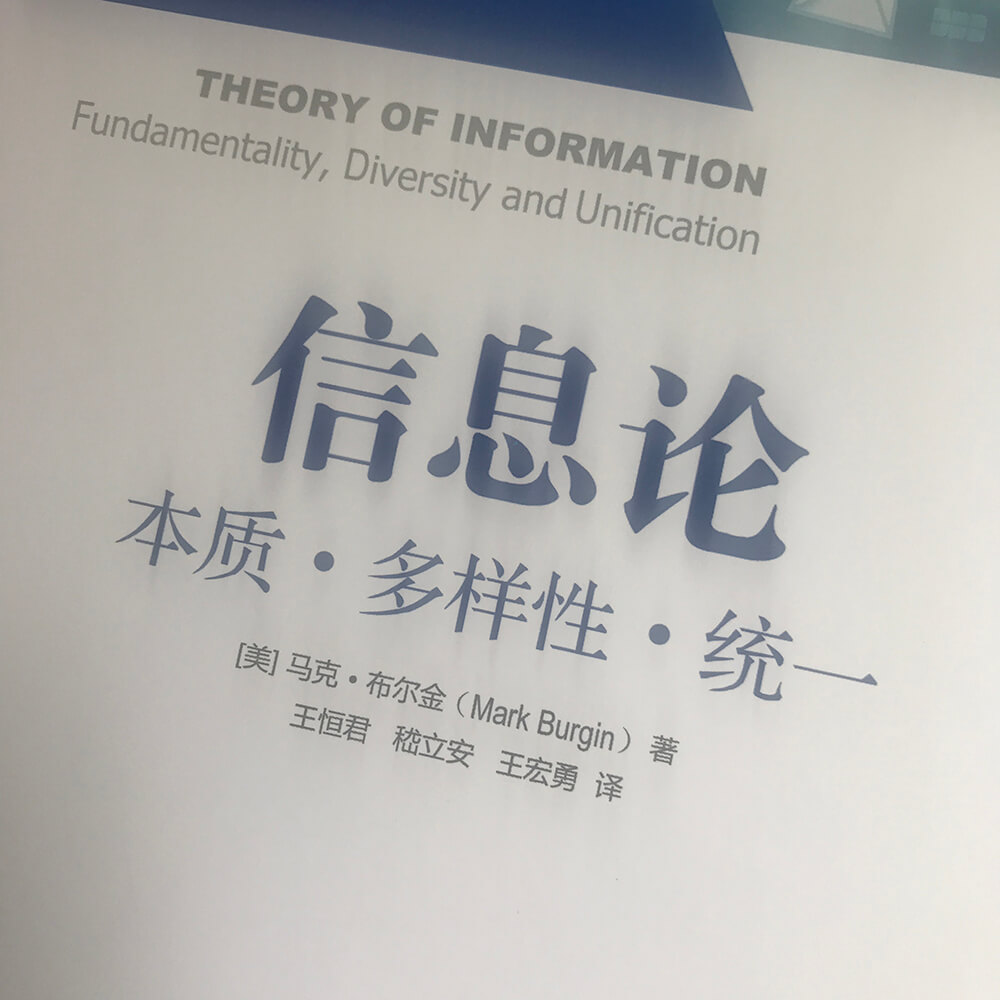 THEORY OF INFORMATION
Fundamentality, Diversity and Unification
信息论
本质·多样性·统一
[美] 马克·布尔金（Mark Burgin）著
王恒君 嵇立安 王宏勇 译